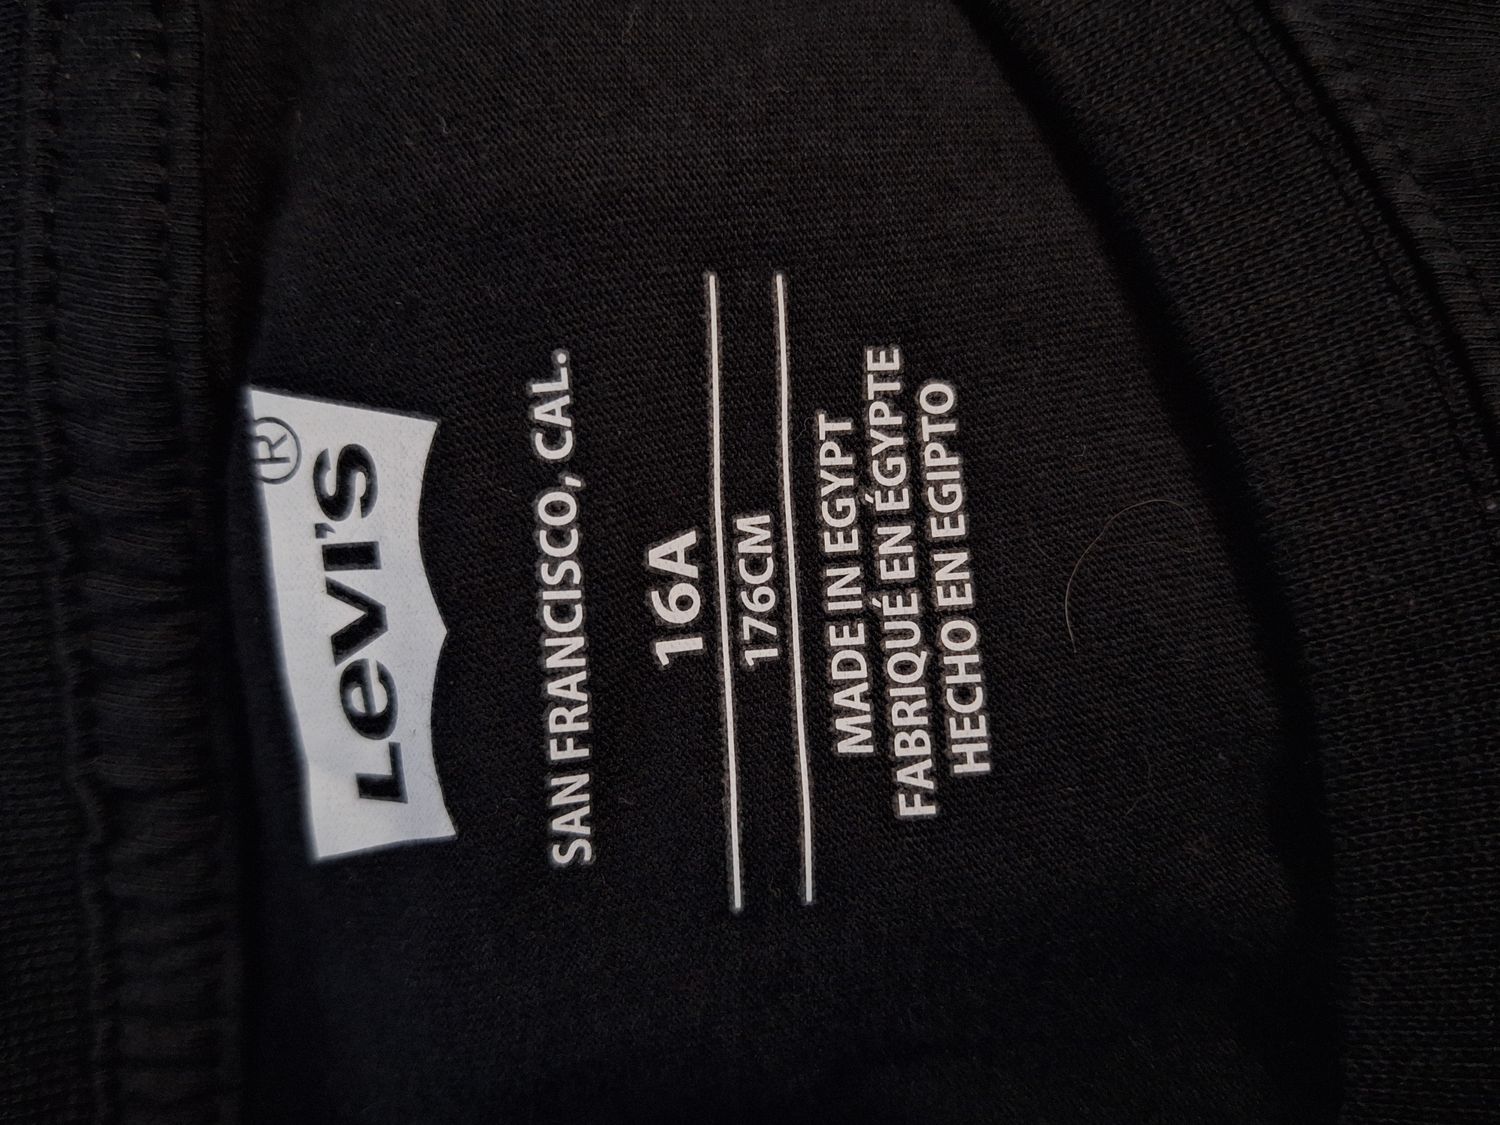 LEVI'S®
SAN FRANCISCO, CAL.
16A
176CM
MADE IN EGYPT
FABRIQUÉ EN ÉGYPTE
HECHO EN EGIPTO